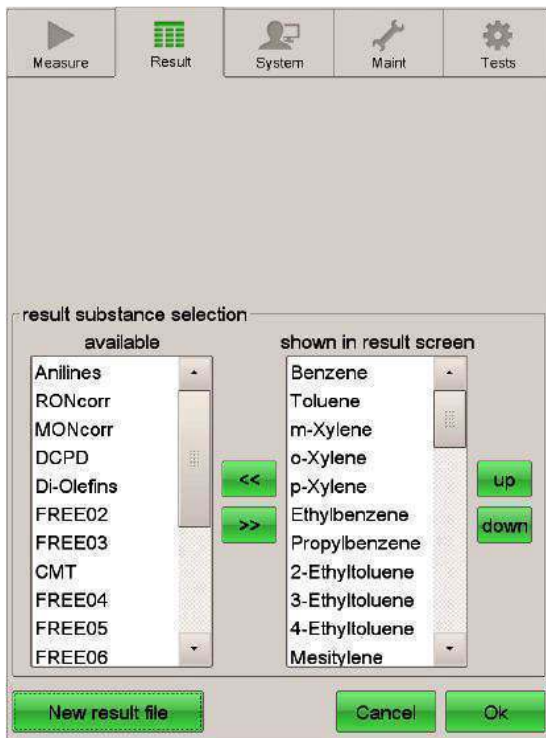 Measure
Result
System
Maint
Tests
result substance selection
available
shown in result screen
Anilines
RONcorr
MONcorr
DCPD
Di-Olefins
FREE02
FREE03
CMT
FREE04
FREE05
FREE06
<<
>>
Benzene
Toluene
m-Xylene
o-Xylene
p-Xylene
Ethylbenzene
Propylbenzene
2-Ethyltoluene
3-Ethyltoluene
4-Ethyltoluene
Mesitylene
up
down
New result file
Cancel
Ok